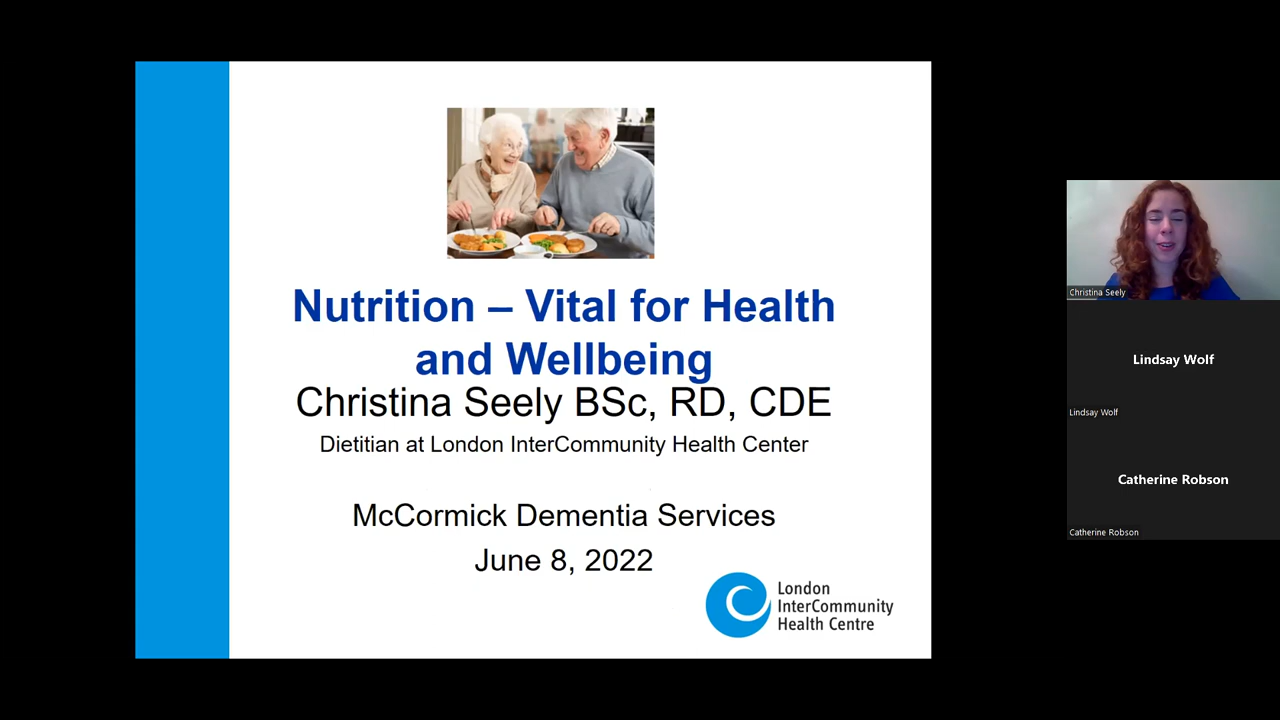 Nutrition – Vital for Health
and Wellbeing
Christina Seely BSc, RD, CDE
Dietitian at London InterCommunity Health Center
McCormick Dementia Services
June 8, 2022
London
InterCommunity
Health Centre
Christina Seely
Lindsay Wolf
Lindsay Wolf
Catherine Robson
Catherine Robson